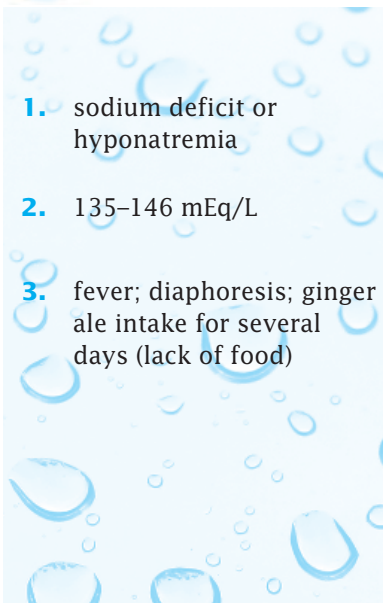 1. sodium deficit or
hyponatremia
2. 135–146 mEq/L
3. fever; diaphoresis; ginger
ale intake for several
days (lack of food)